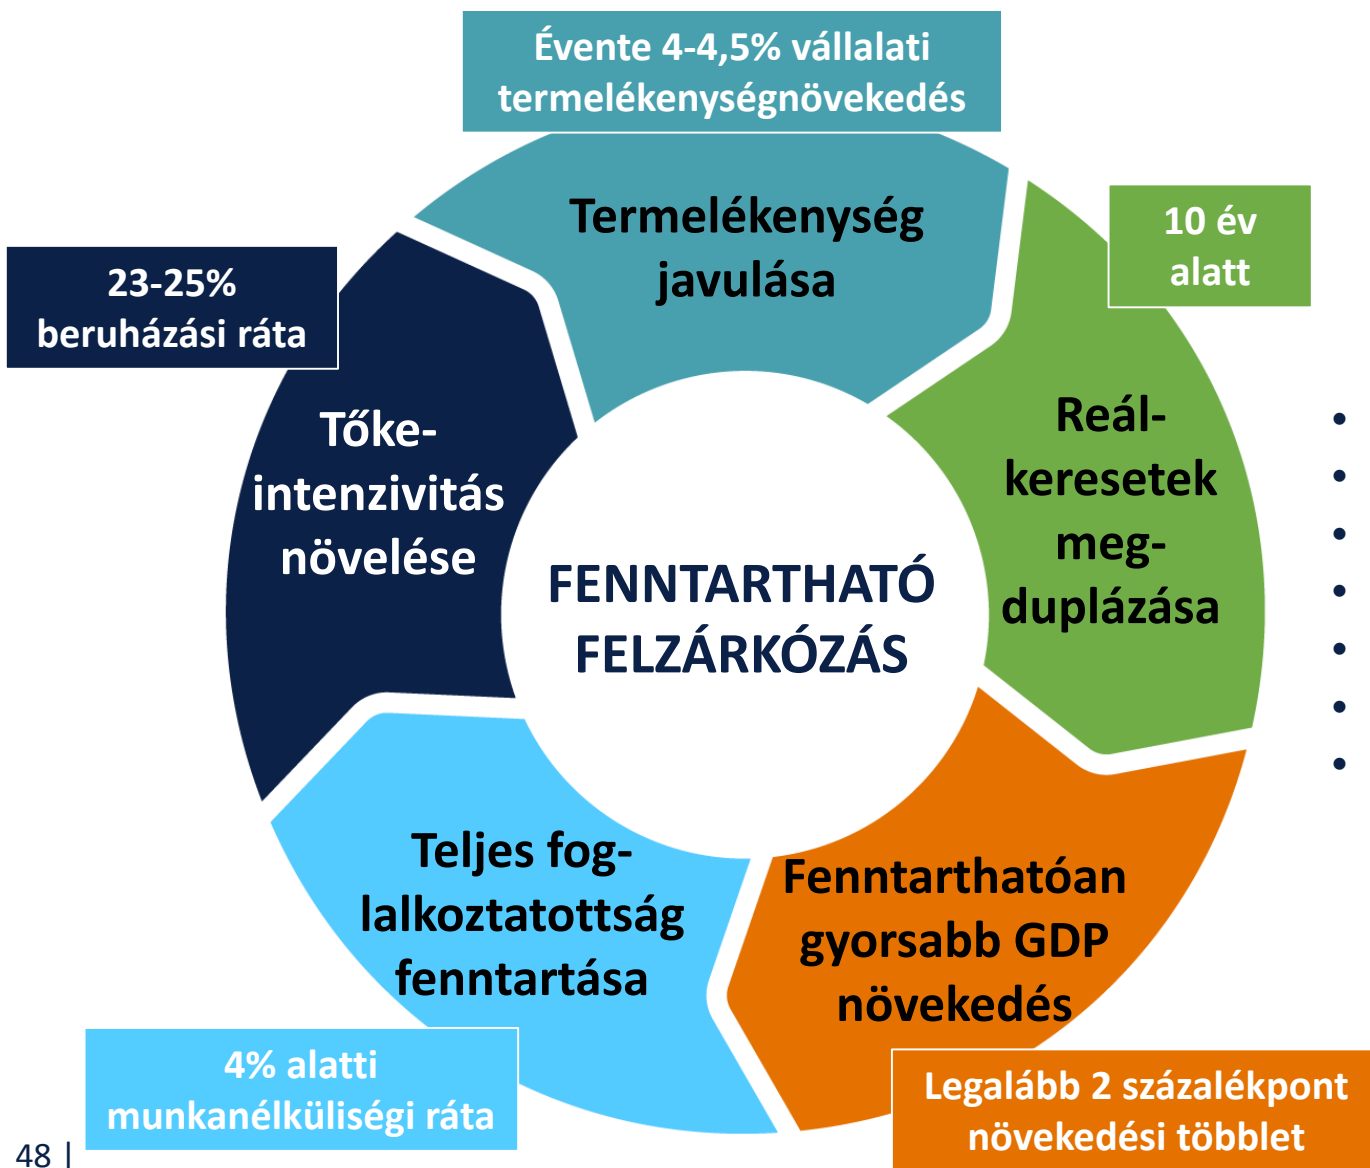 Évente 4-4,5% vállalati
termelékenységnövekedés
Termelékenység
javulása
10 év
alatt
Reál-
keresetek
meg-
duplázása
23-25%
beruházási ráta
Tőke-
intenzivitás
növelése
FENNTARTHATÓ
FELZÁRKÓZÁS
Teljes fog-
lalkoztatottság
fenntartása
4% alatti
munkanélküliségi ráta
Fenntarthatóan
gyorsabb GDP
növekedés
Legalább 2 százalékpont
növekedési többlet
•
•
•
•
•
•
•
48 |